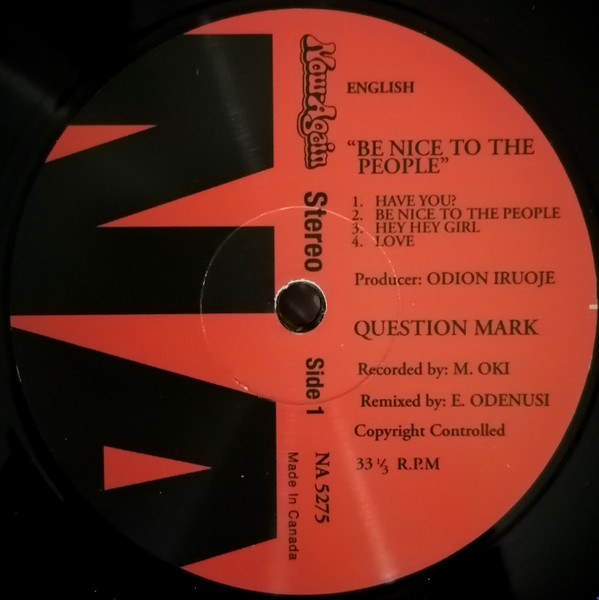 Now-Again
Stereo
Side 1
NA 5275
Made In Canada
ENGLISH
"BE NICE TO THE
PEOPLE"
1. HAVE YOU?
2. BE NICE TO THE PEOPLE
3. HEY HEY GIRL
4. LOVE
Producer: ODION IRUOJE
QUESTION MARK
Recorded by: M. OKI
Remixed by: E. ODENUSI
Copyright Controlled
33 1/3 R.P.M